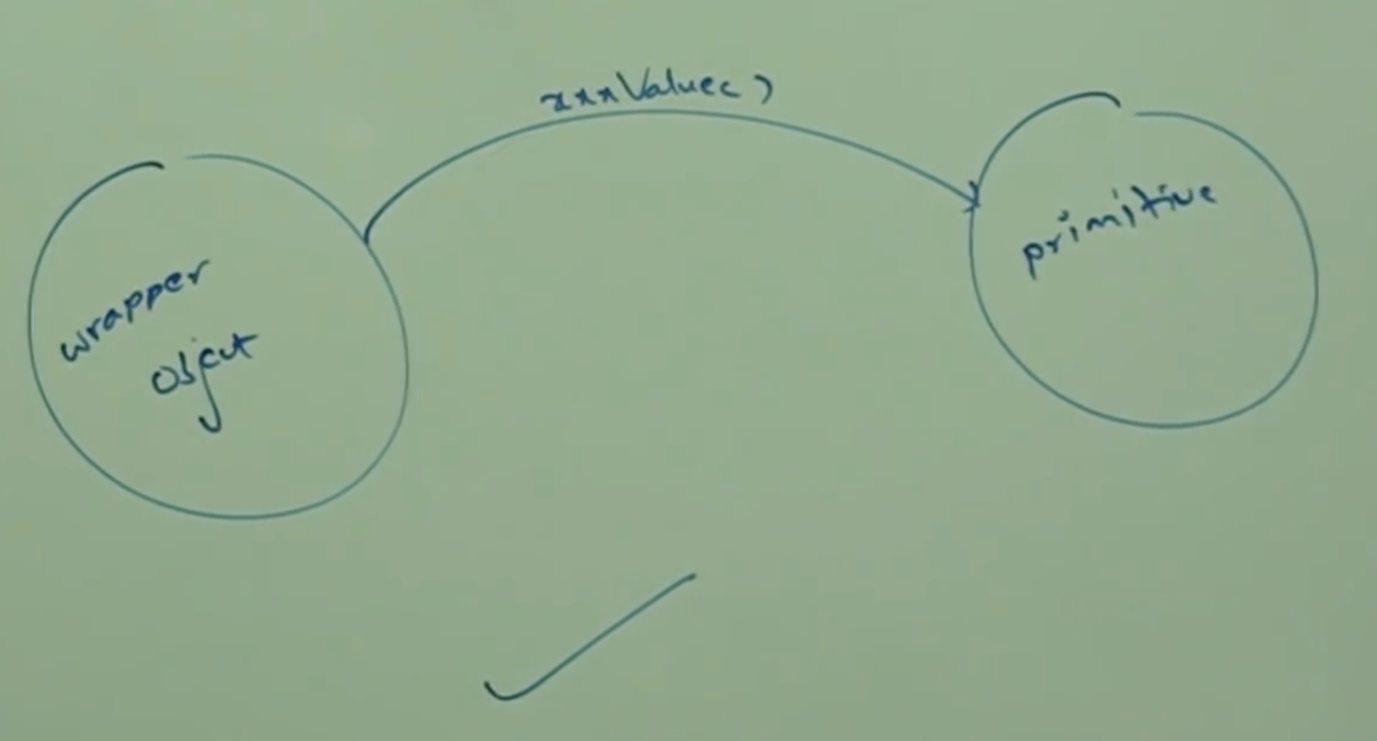 xxxValue()
wrapper
object
primitive